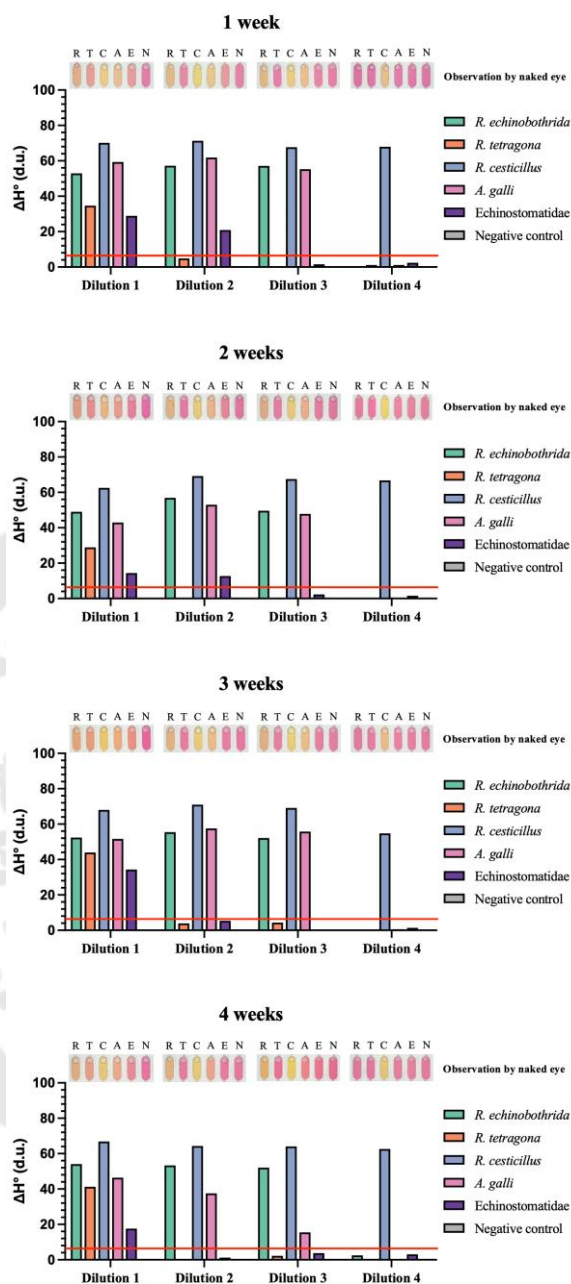 1 week
R T C A E N R T C A E N R T C A E N R T C A E N
Observation by naked eye
100
80
60
40
20
0
ΔH° (d.u.)
Dilution 1 Dilution 2 Dilution 3 Dilution 4
R. echinobothrida
R. tetragona
R. cesticillus
A. galli
Echinostomatidae
Negative control
2 weeks
R T C A E N R T C A E N R T C A E N R T C A E N
Observation by naked eye
100
80
60
40
20
0
ΔH° (d.u.)
Dilution 1 Dilution 2 Dilution 3 Dilution 4
R. echinobothrida
R. tetragona
R. cesticillus
A. galli
Echinostomatidae
Negative control
3 weeks
R T C A E N R T C A E N R T C A E N R T C A E N
Observation by naked eye
100
80
60
40
20
0
ΔH° (d.u.)
Dilution 1 Dilution 2 Dilution 3 Dilution 4
R. echinobothrida
R. tetragona
R. cesticillus
A. galli
Echinostomatidae
Negative control
4 weeks
R T C A E N R T C A E N R T C A E N R T C A E N
Observation by naked eye
100
80
60
40
20
0
ΔH° (d.u.)
Dilution 1 Dilution 2 Dilution 3 Dilution 4
R. echinobothrida
R. tetragona
R. cesticillus
A. galli
Echinostomatidae
Negative control